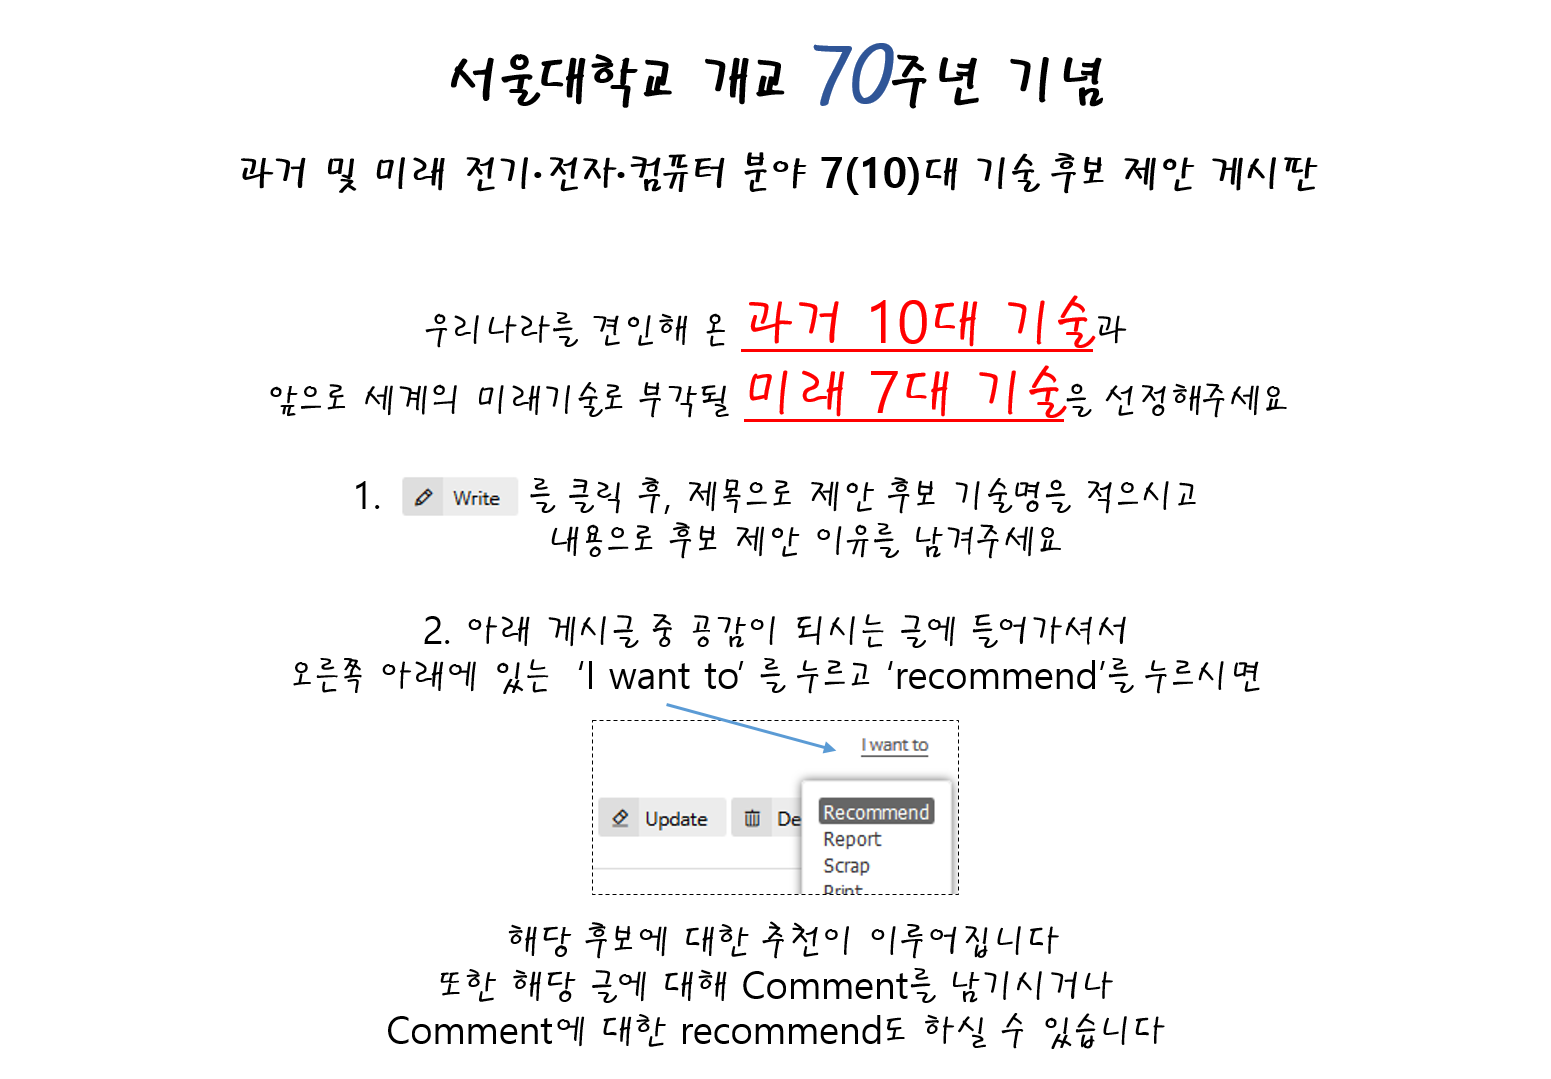 서울대학교 개교 70주년 기념
과거 및 미래 전기·전자·컴퓨터 분야 7(10)대 기술 후보 제안 게시판
우리나라를 견인해 온 과거 10대 기술과
앞으로 세계의 미래기술로 부각될 미래 7대 기술을 선정해주세요
1. Write 를 클릭 후, 제목으로 제안 후보 기술명을 적으시고
내용으로 후보 제안 이유를 남겨주세요
2. 아래 게시글 중 공감이 되시는 글에 들어가셔서
오른쪽 아래에 있는 ‘I want to’ 를 누르고 ‘recommend’를 누르시면
I want to
Update De
Recommend
Report
Scrap
Print
해당 후보에 대한 추천이 이루어집니다
또한 해당 글에 대해 Comment를 남기시거나
Comment에 대한 recommend도 하실 수 있습니다